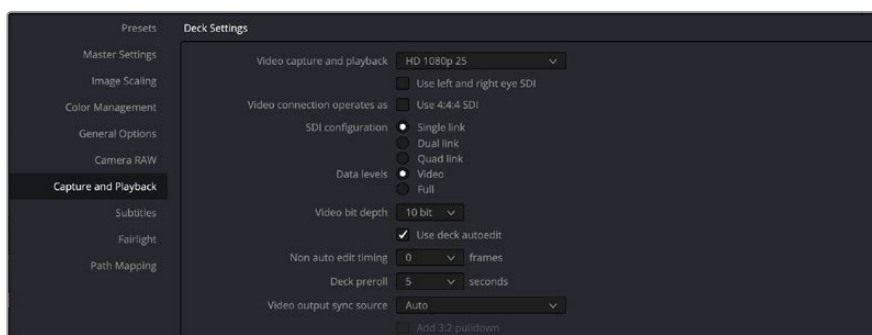 Presets
Master Settings
Image Scaling
Color Management
General Options
Camera RAW
Capture and Playback
Subtitles
Fairlight
Path Mapping
Deck Settings
Video capture and playback HD 1080p 25
Use left and right eye SDI
Video connection operates as Use 4:4:4 SDI
SDI configuration Single link
Dual link
Quad link
Data levels Video
Full
Video bit depth 10 bit
Use deck autoedit
Non auto edit timing 0 frames
Deck preroll 5 seconds
Video output sync source Auto
Add 3:2 pulldown